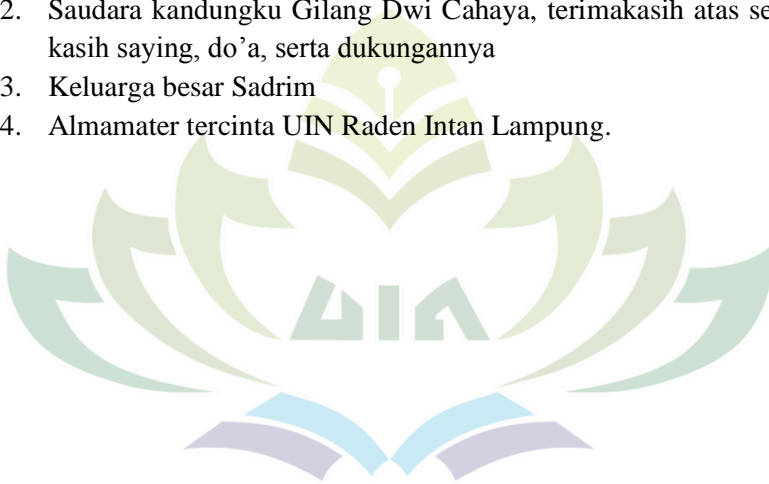 2. Saudara kandungku Gilang Dwi Cahaya, terimakasih atas
kasih saying, do’a, serta dukungannya
3. Keluarga besar Sadrim
4. Almamater tercinta UIN Raden Intan Lampung.
UIN